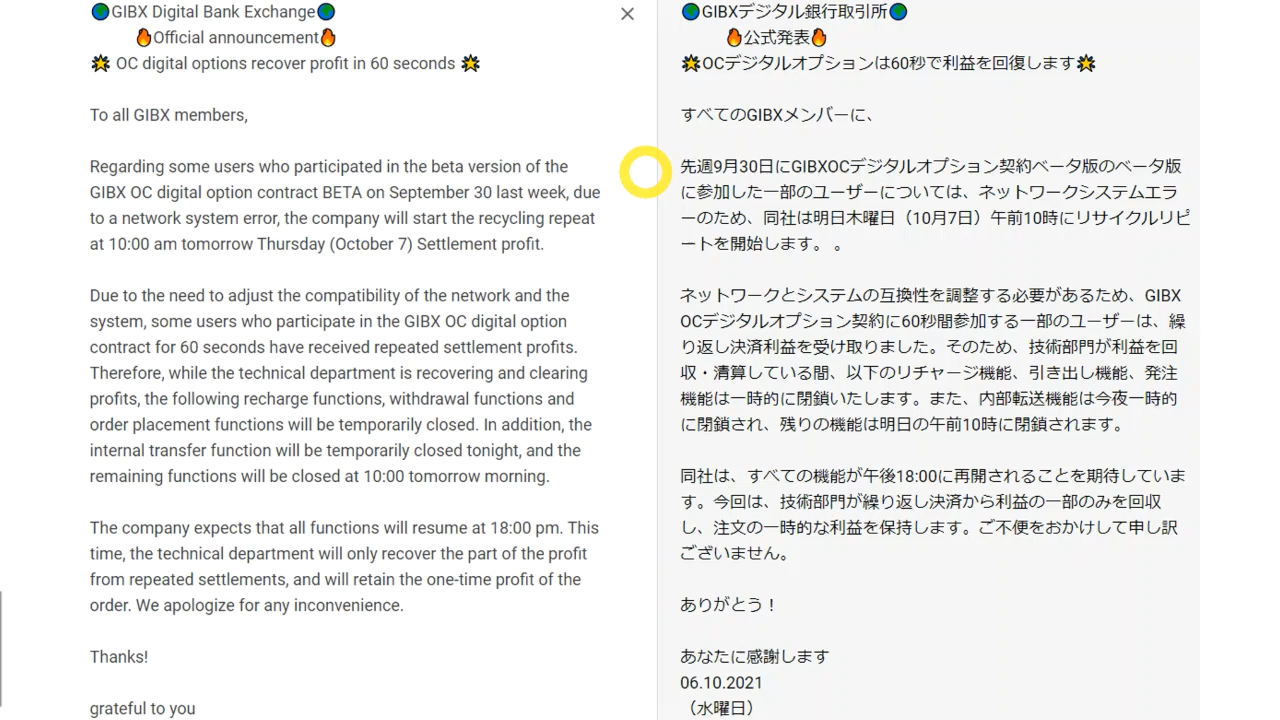 🌏GIBX Digital Bank Exchange🌏
🔥Official announcement🔥
🌟 OC digital options recover profit in 60 seconds 🌟
To all GIBX members,
Regarding some users who participated in the beta version of the
GIBX OC digital option contract BETA on September 30 last week, due
to a network system error, the company will start the recycling repeat
at 10:00 am tomorrow Thursday (October 7) Settlement profit.
Due to the need to adjust the compatibility of the network and the
system, some users who participate in the GIBX OC digital option
contract for 60 seconds have received repeated settlement profits.
Therefore, while the technical department is recovering and clearing
profits, the following recharge functions, withdrawal functions and
order placement functions will be temporarily closed. In addition, the
internal transfer function will be temporarily closed tonight, and the
remaining functions will be closed at 10:00 tomorrow morning.
The company expects that all functions will resume at 18:00 pm. This
time, the technical department will only recover the part of the profit
from repeated settlements, and will retain the one-time profit of the
order. We apologize for any inconvenience.
Thanks!
grateful to you
🌏GIBXデジタル銀行取引所🌏
🔥公式発表🔥
🌟OCデジタルオプションは60秒で利益を回復します🌟
すべてのGIBXメンバーに、
先週9月30日にGIBXOCデジタルオプション契約ベータ版のベータ版
に参加した一部のユーザーについては、ネットワークシステムエラ
ーのため、同社は明日木曜日（10月7日）午前10時にリサイクルリピ
ートを開始します。 。
ネットワークとシステムの互換性を調整する必要があるため、GIBX
OCデジタルオプション契約に60秒間参加する一部のユーザーは、繰
り返し決済利益を受け取りました。そのため、技術部門が利益を回
収・清算している間、以下のリチャージ機能、引き出し機能、発注
機能は一時的に閉鎖いたします。また、内部転送機能は今夜一時的
に閉鎖され、残りの機能は明日の午前10時に閉鎖されます。
同社は、すべての機能が午後18:00に再開されることを期待していま
す。今回は、技術部門が繰り返し決済から利益の一部のみを回収
し、注文の一時的な利益を保持します。ご不便をおかけして申し訳
ございません。
ありがとう！
あなたに感謝します
06.10.2021
（水曜日）